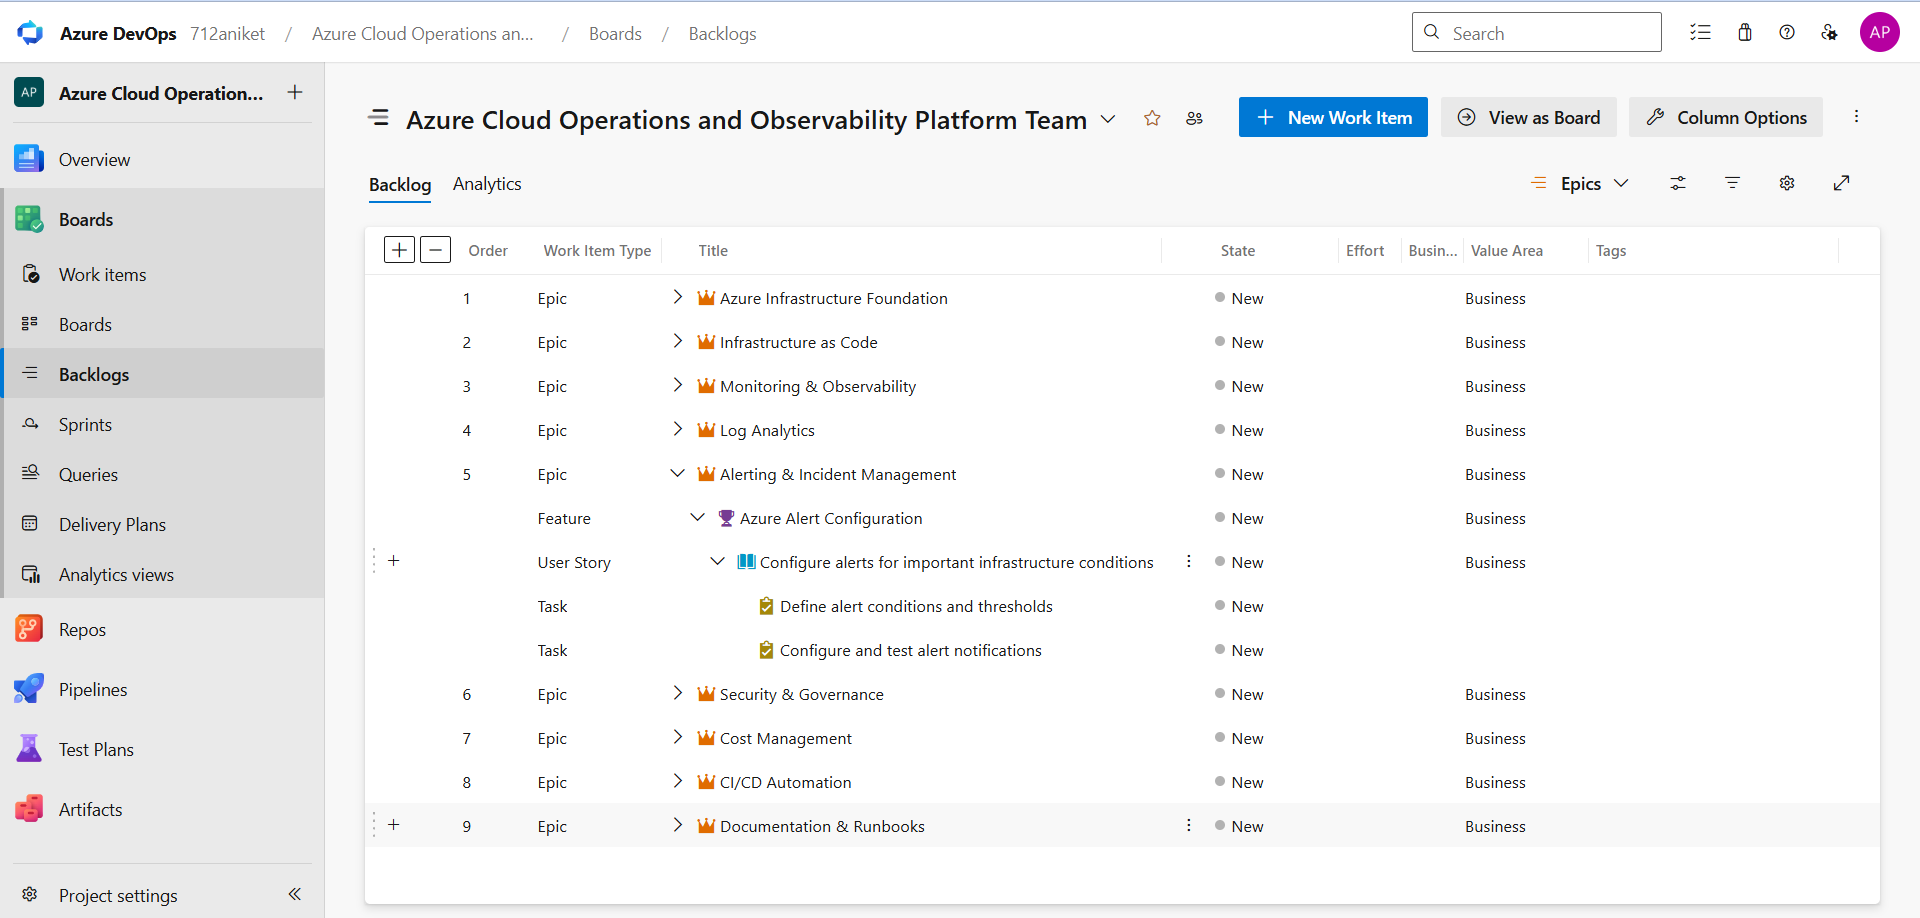 Azure DevOps 712aniket / Azure Cloud Operations an... / Boards / Backlogs Search AP
AP Azure Cloud Operation...
Overview
Boards
Work items
Boards
Backlogs
Sprints
Queries
Delivery Plans
Analytics views
Repos
Pipelines
Test Plans
Artifacts
Project settings
Azure Cloud Operations and Observability Platform Team New Work Item View as Board Column Options
Backlog Analytics Epics
Order Work Item Type Title State Effort Busin... Value Area Tags
1 Epic Azure Infrastructure Foundation New Business
2 Epic Infrastructure as Code New Business
3 Epic Monitoring & Observability New Business
4 Epic Log Analytics New Business
5 Epic Alerting & Incident Management New Business
Feature Azure Alert Configuration New Business
User Story Configure alerts for important infrastructure conditions New Business
Task Define alert conditions and thresholds New
Task Configure and test alert notifications New
6 Epic Security & Governance New Business
7 Epic Cost Management New Business
8 Epic CI/CD Automation New Business
9 Epic Documentation & Runbooks New Business